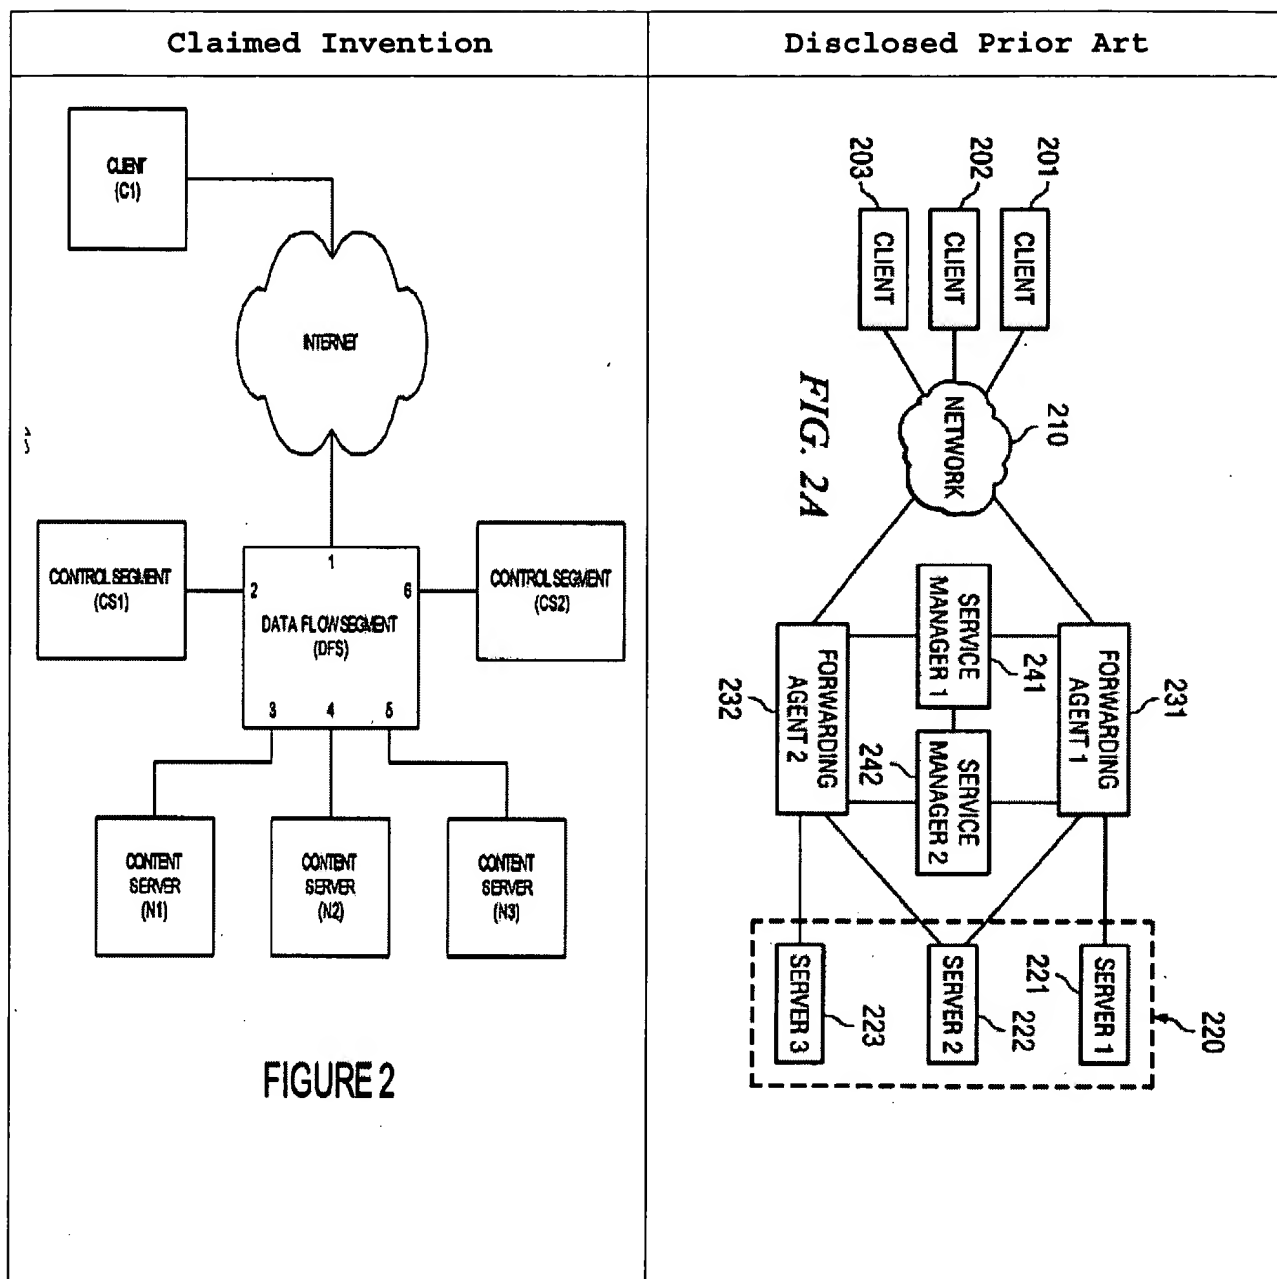 Claimed Invention
Disclosed Prior Art
CLIENT
(C1)
INTERNET
CONTROL SEGMENT
(CS1)
1
2
6
DATA FLOW SEGMENT
(DFS)
3
4
5
CONTROL SEGMENT
(CS2)
CONTENT
SERVER
(N1)
CONTENT
SERVER
(N2)
CONTENT
SERVER
(N3)
FIGURE 2
201
202
203
CLIENT
CLIENT
CLIENT
210
NETWORK
FIG. 2A
231
FORWARDING
AGENT 1
SERVICE
MANAGER 1
241
SERVICE
MANAGER 2
242
FORWARDING
AGENT 2
232
220
SERVER 1
221
SERVER 2
222
SERVER 3
223